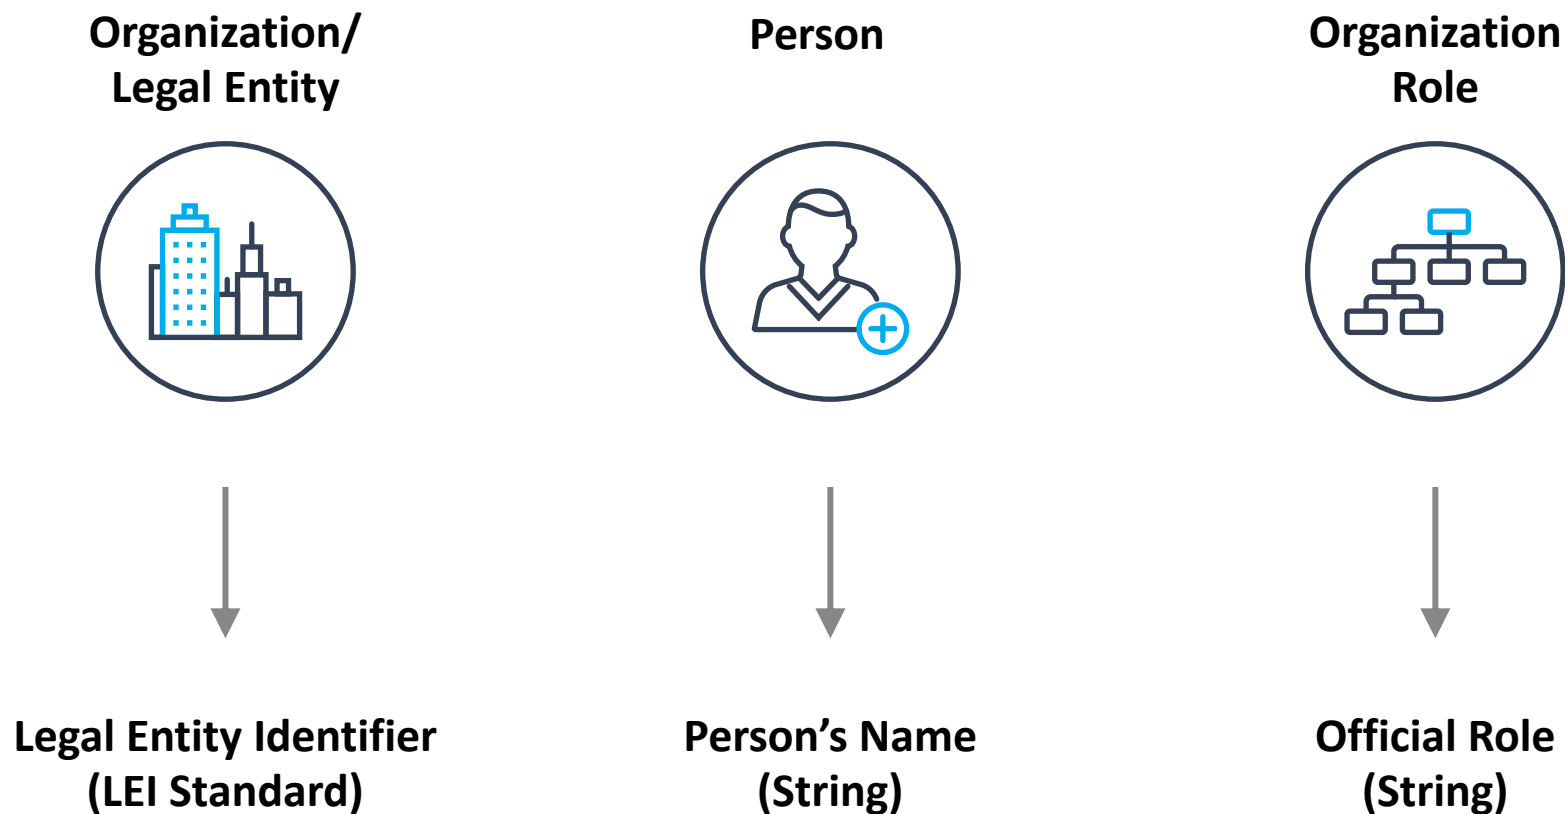 Organization/
Legal Entity
Person
Organization
Role
Legal Entity Identifier
(LEI Standard)
Person’s Name
(String)
Official Role
(String)